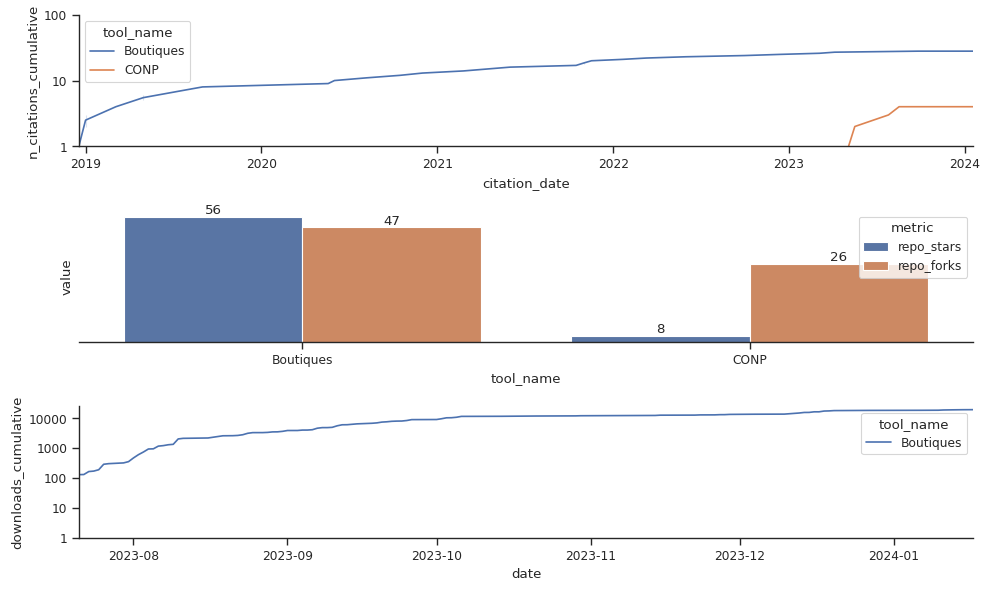 n_citations_cumulative
100
10
1
tool_name
Boutiques
CONP
2019 2020 2021 2022 2023 2024
citation_date
value
56
47
8
26
metric
repo_stars
repo_forks
Boutiques CONP
tool_name
downloads_cumulative
10000
1000
100
10
1
tool_name
Boutiques
2023-08 2023-09 2023-10 2023-11 2023-12 2024-01
date